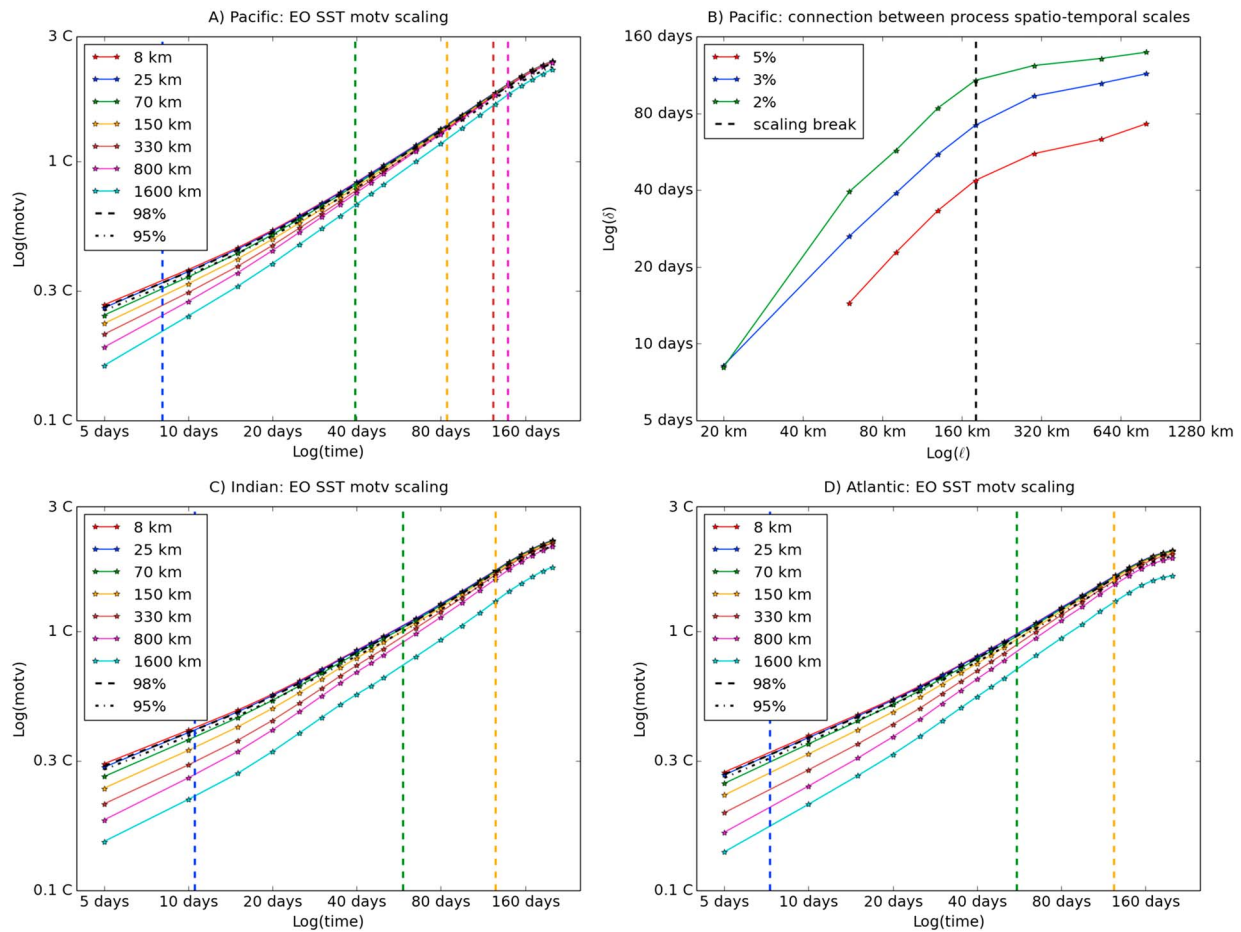 A) Pacific: EO SST motv scaling
3 C
1 C
0.3 C
0.1 C
Log(motv)
8 km
25 km
70 km
150 km
330 km
800 km
1600 km
98%
95%
5 days
10 days
20 days
40 days
80 days
160 days
Log(time)
B) Pacific: connection between process spatio-temporal scales
160 days
80 days
40 days
20 days
10 days
5 days
Log(δ)
5%
3%
2%
scaling break
20 km
40 km
80 km
160 km
320 km
640 km
1280 km
Log(ℓ)
C) Indian: EO SST motv scaling
3 C
1 C
0.3 C
0.1 C
Log(motv)
8 km
25 km
70 km
150 km
330 km
800 km
1600 km
98%
95%
5 days
10 days
20 days
40 days
80 days
160 days
Log(time)
D) Atlantic: EO SST motv scaling
3 C
1 C
0.3 C
0.1 C
Log(motv)
8 km
25 km
70 km
150 km
330 km
800 km
1600 km
98%
95%
5 days
10 days
20 days
40 days
80 days
160 days
Log(time)